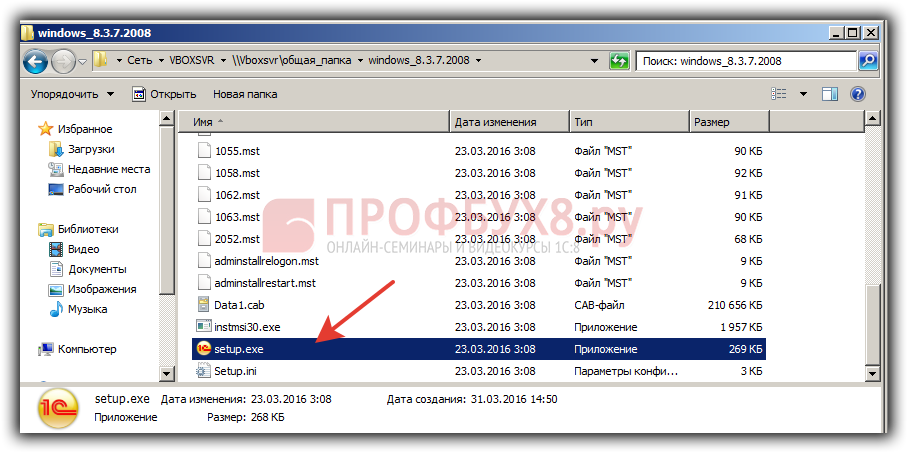 windows_8.3.7.2008
Сеть VBOXSVR \\Vboxsvr\общая_папка windows_8.3.7.2008 Поиск: windows_8.3.7.2008
Упорядочить Открыть Новая папка
Избранное
Загрузки
Недавние места
Рабочий стол
Библиотеки
Видео
Документы
Изображения
Музыка
Компьютер
Имя Дата изменения Тип Размер
1055.mst 23.03.2016 3:08 Файл "MST" 90 КБ
1058.mst 23.03.2016 3:08 Файл "MST" 92 КБ
1062.mst 23.03.2016 3:08 Файл "MST" 91 КБ
1063.mst 23.03.2016 3:08 Файл "MST" 90 КБ
2052.mst 23.03.2016 3:08 Файл "MST" 68 КБ
adminstallrelogon.mst 23.03.2016 3:08 Файл "MST" 20 КБ
adminstallrestart.mst 23.03.2016 3:08 Файл "MST" 20 КБ
Data1.cab 23.03.2016 3:08 CAB-файл 210 656 КБ
instmsi30.exe 23.03.2016 3:08 Приложение 1 957 КБ
setup.exe 23.03.2016 3:08 Приложение 269 КБ
Setup.ini 23.03.2016 3:08 Параметры конфи... 3 КБ
ПРОФБУХ8.ру
ОНЛАЙН-СЕМИНАРЫ И ВИДЕОКУРСЫ 1С:8
1С
setup.exe Дата изменения: 23.03.2016 3:08 Дата создания: 31.03.2016 14:50
Приложение Размер: 268 КБ